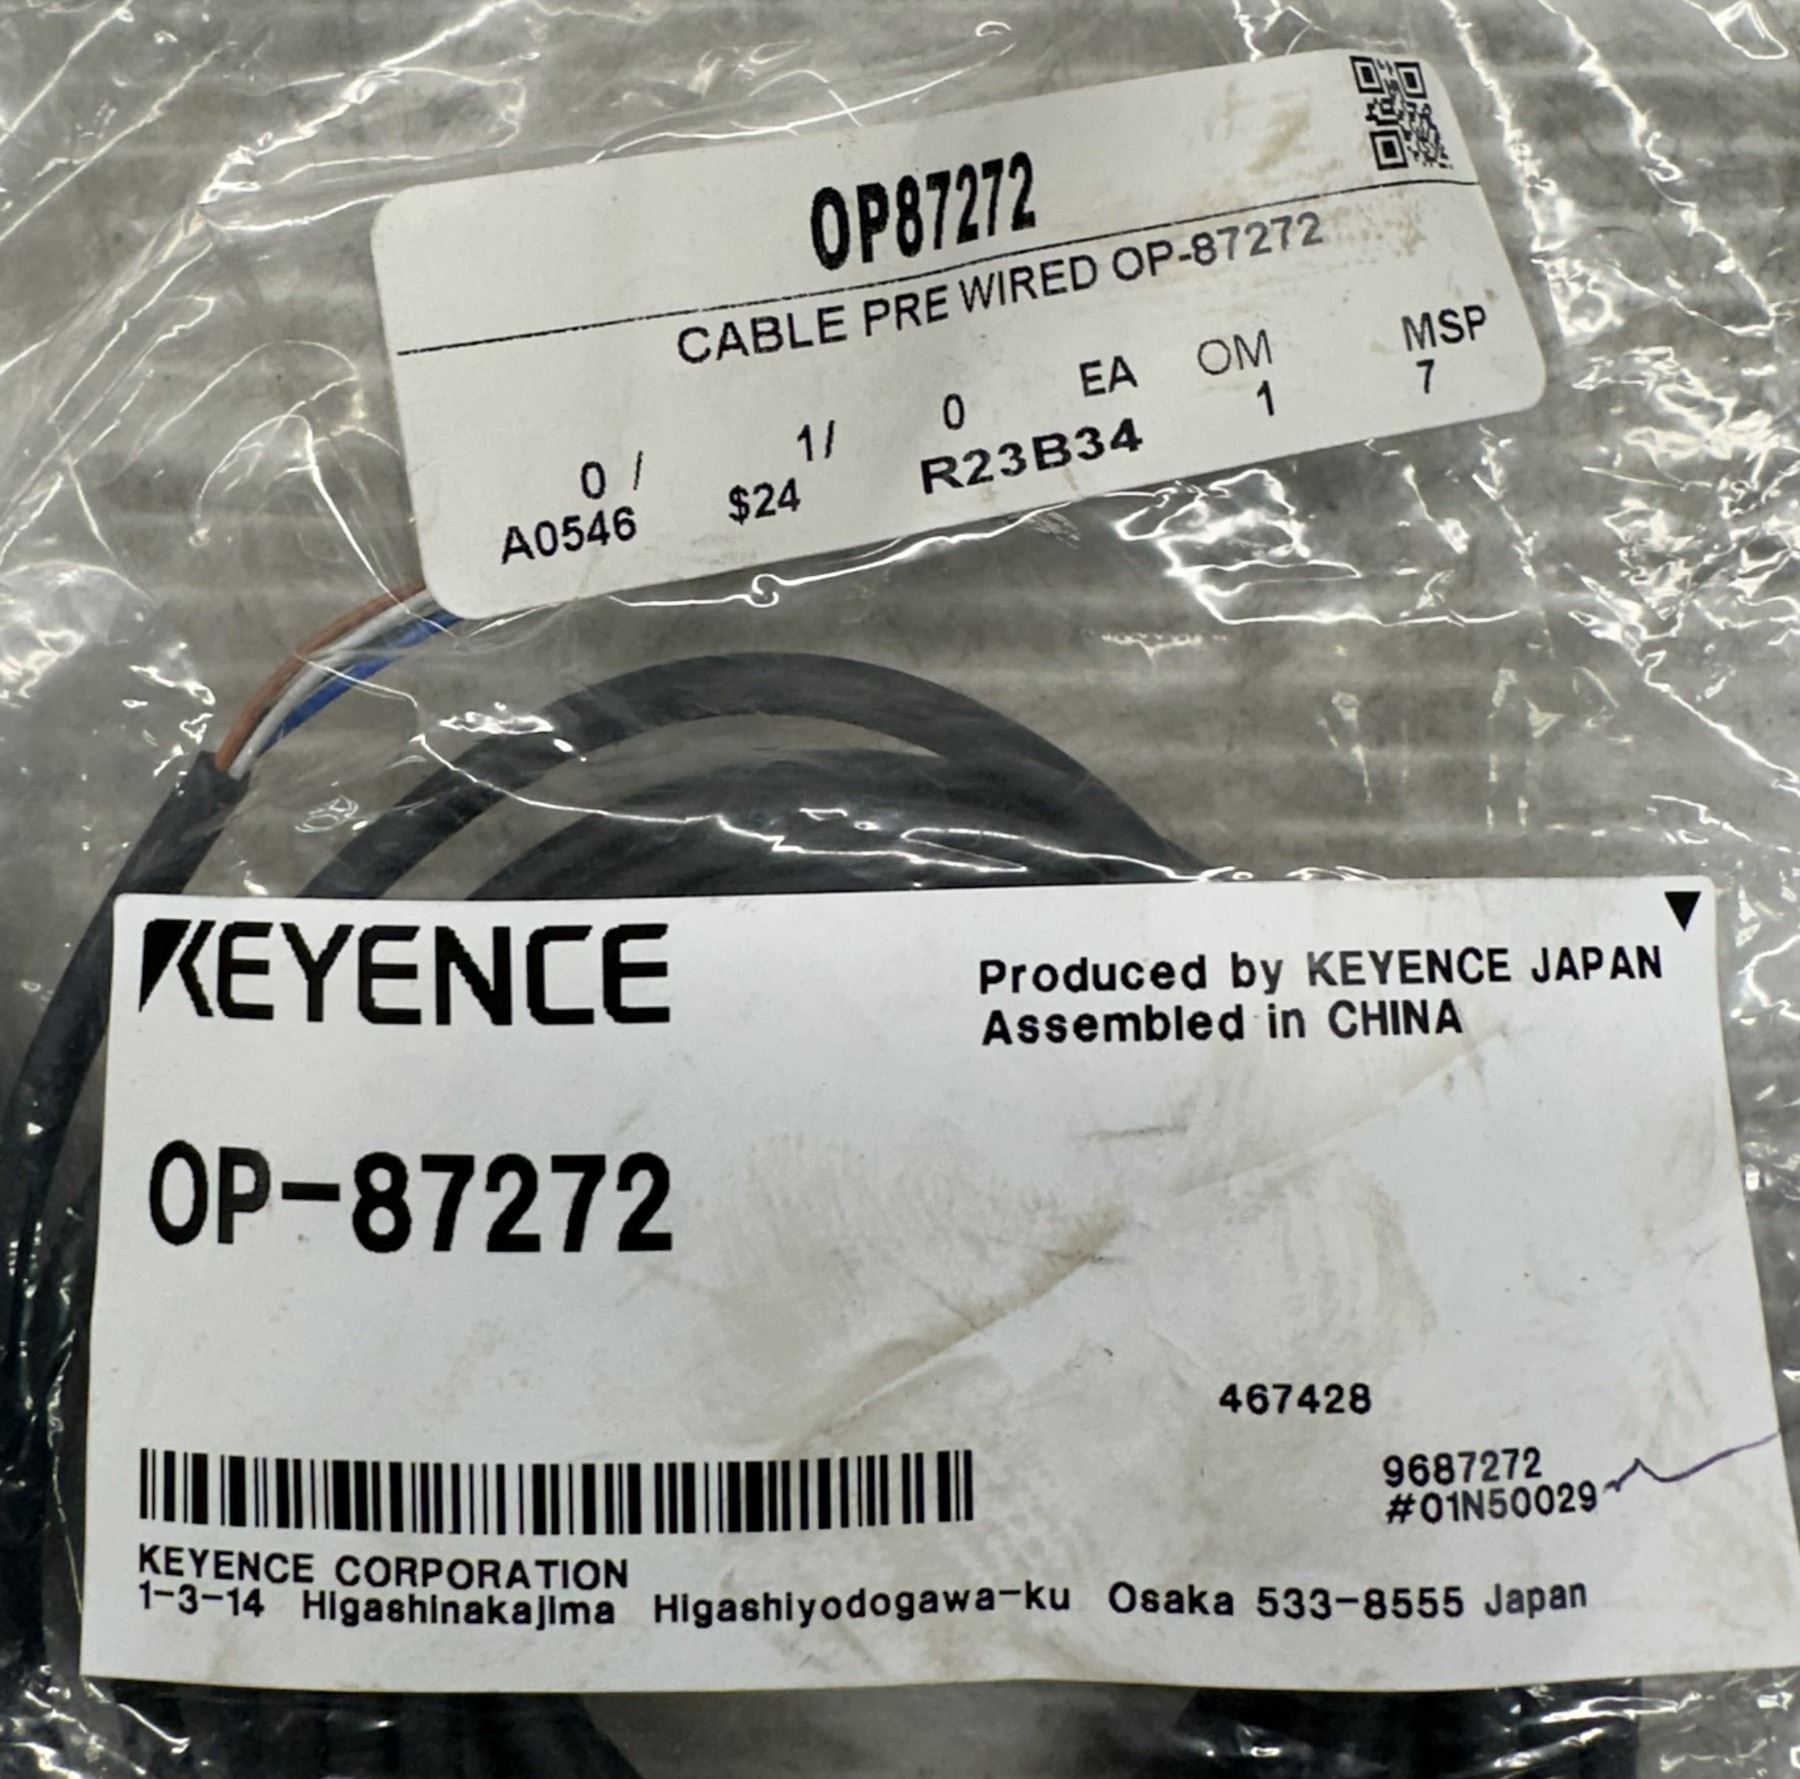 OP87272
CABLE PRE WIRED OP-87272
0 / 1/ 0 EA OM MSP
A0546 $24 R23B34 1 7
KEYENCE
Produced by KEYENCE JAPAN
Assembled in CHINA
OP-87272
467428
9687272
#01N50029
KEYENCE CORPORATION
1-3-14 Higashinakajima Higashiyodogawa-ku Osaka 533-8555 Japan